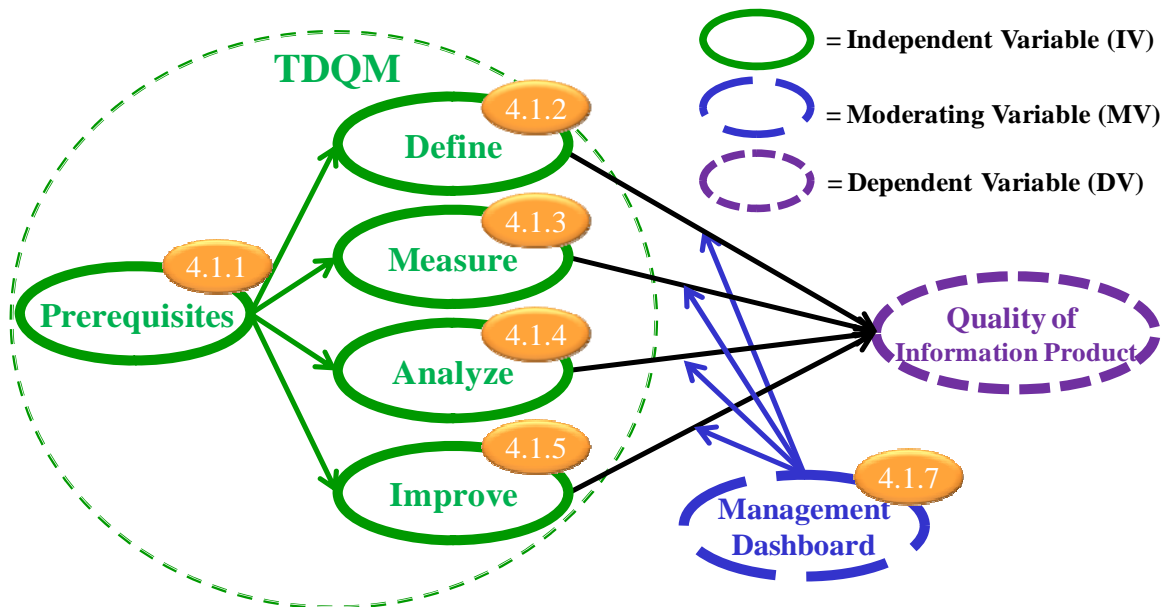 TDQM
4.1.2
Define
4.1.3
Measure
4.1.1
Prerequisites
4.1.4
Analyze
4.1.5
Improve
= Independent Variable (IV)
= Moderating Variable (MV)
= Dependent Variable (DV)
Quality of
Information Product
4.1.7
Management
Dashboard